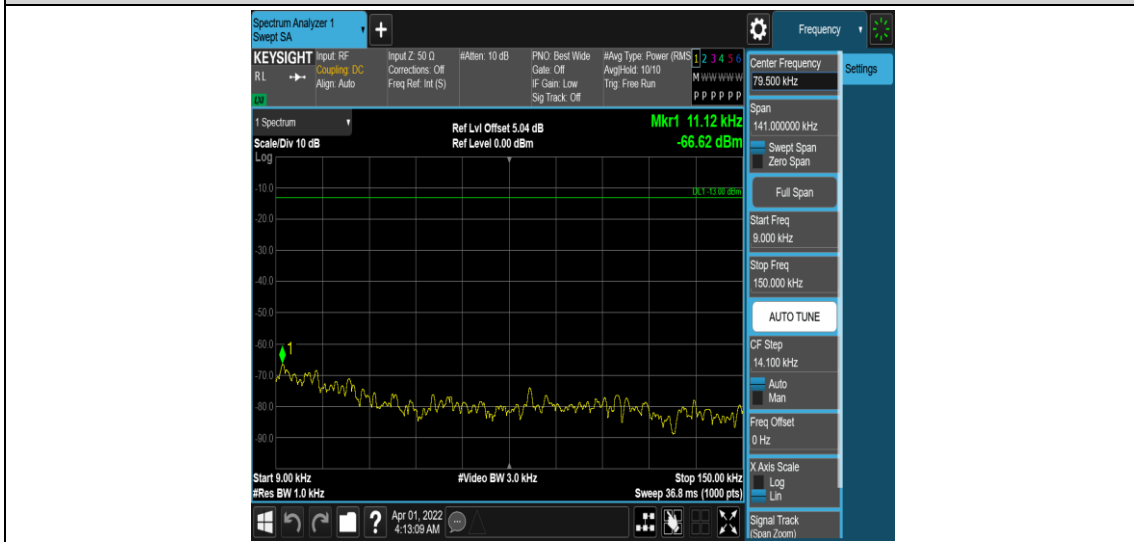 Spectrum Analyzer 1
Swept SA
Frequency
KEYSIGHT
RL
LXI
Input: RF
Coupling: DC
Align: Auto
Input Z: 50 Ω
Corrections: Off
Freq Ref: Int (S)
#Atten: 10 dB
PNO: Best Wide
Gate: Off
IF Gain: Low
Sig Track: Off
#Avg Type: Power (RMS
Avg|Hold: 10/10
Trig: Free Run
1 2 3 4 5 6
M W W W W W
P P P P P P
1 Spectrum
Scale/Div 10 dB
Ref Lvl Offset 5.04 dB
Ref Level 0.00 dBm
Mkr1 11.12 kHz
-66.62 dBm
Log
DL1 -13.00 dBm
-10.0
-20.0
-30.0
-40.0
-50.0
-60.0
-70.0
-80.0
-90.0
1
Start 9.00 kHz
#Res BW 1.0 kHz
#Video BW 3.0 kHz
Stop 150.00 kHz
Sweep 36.8 ms (1000 pts)
Center Frequency
79.500 kHz
Settings
Span
141.000000 kHz
Swept Span
Zero Span
Full Span
Start Freq
9.000 kHz
Stop Freq
150.000 kHz
AUTO TUNE
CF Step
14.100 kHz
Auto
Man
Freq Offset
0 Hz
X Axis Scale
Log
Lin
Signal Track
(Span Zoom)
?
Apr 01, 2022
4:13:09 AM